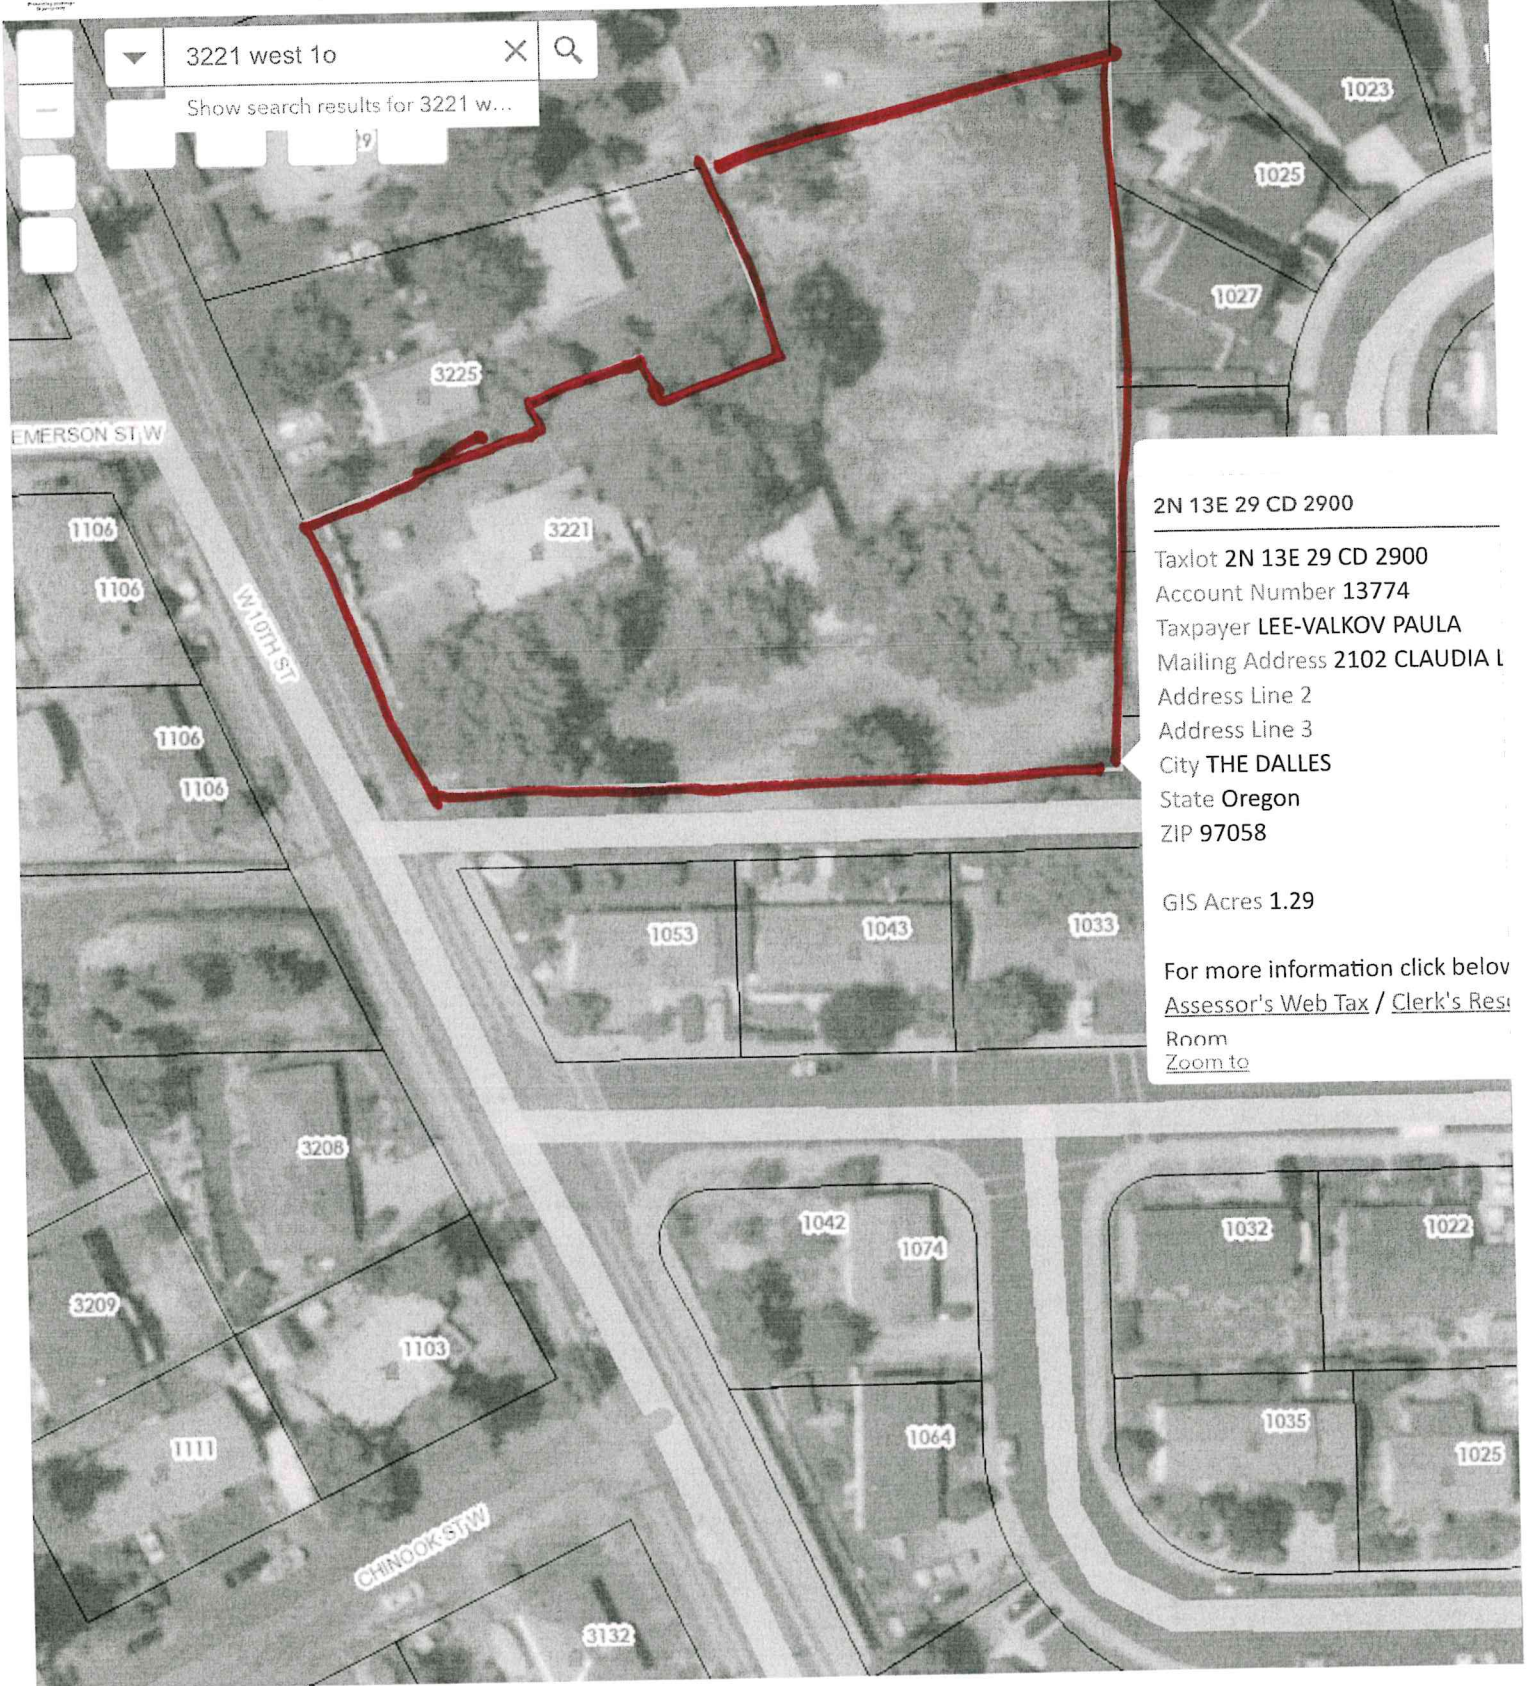 3221 west 1o
Show search results for 3221 w...
9
1023
1025
1027
3225
EMERSON ST W
3221
1106
1106
W 10TH ST
1106
1106
2N 13E 29 CD 2900
Taxlot 2N 13E 29 CD 2900
Account Number 13774
Taxpayer LEE-VALKOV PAULA
Mailing Address 2102 CLAUDIA L
Address Line 2
Address Line 3
City THE DALLES
State Oregon
ZIP 97058
GIS Acres 1.29
For more information click below
Assessor's Web Tax / Clerk's Res
Room
Zoom to
1053
1043
1033
3208
1042
1074
1032
1022
3209
1103
1111
1064
1035
1025
CHINOOK ST W
3132